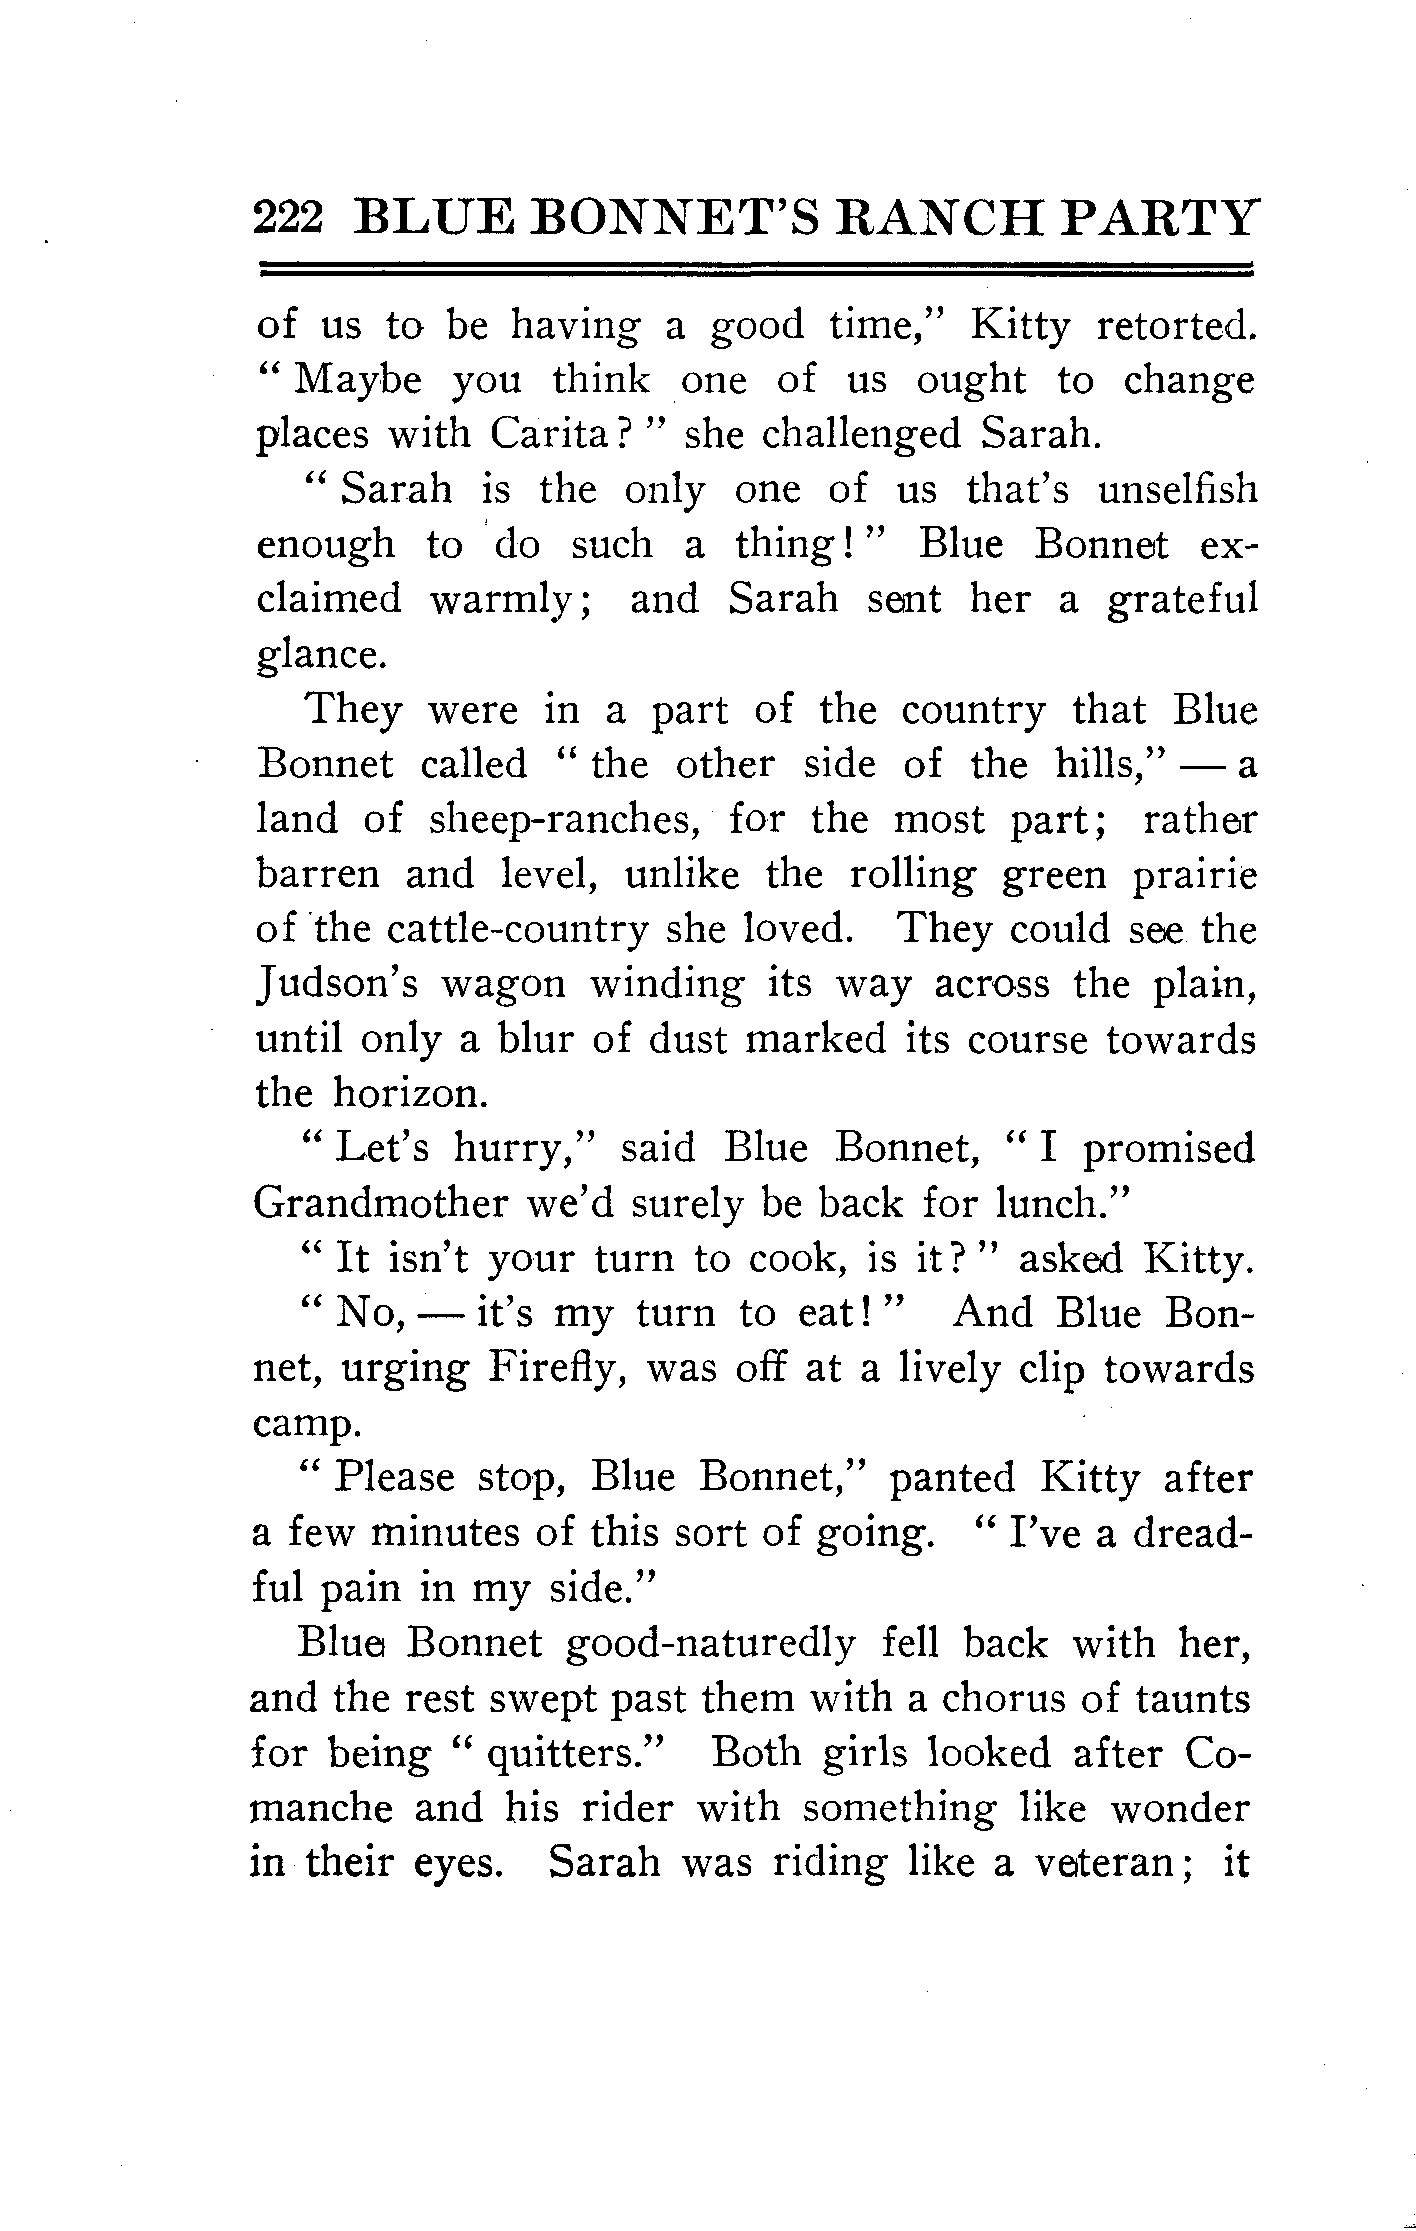 222 BLUE BONNET'S RANCH PARTY
of us to be having a good time,” Kitty retorted.
“ Maybe you think one of us ought to change
places with Carita? ” she challenged Sarah.
“ Sarah is the only one of us that's unselfish
enough to do such a thing! ” Blue Bonnet ex-
claimed warmly; and Sarah sent her a grateful
glance.
They were in a part of the country that Blue
Bonnet called “ the other side of the hills,” — a
land of sheep-ranches, for the most part; rather
barren and level, unlike the rolling green prairie
of the cattle-country she loved. They could see the
Judson's wagon winding its way across the plain,
until only a blur of dust marked its course towards
the horizon.
“ Let's hurry,” said Blue Bonnet, “ I promised
Grandmother we'd surely be back for lunch.”
“ It isn't your turn to cook, is it? ” asked Kitty.
“ No, — it's my turn to eat! ” And Blue Bon-
net, urging Firefly, was off at a lively clip towards
camp.
“ Please stop, Blue Bonnet,” panted Kitty after
a few minutes of this sort of going. “ I've a dread-
ful pain in my side.”
Blue Bonnet good-naturedly fell back with her,
and the rest swept past them with a chorus of taunts
for being “ quitters.” Both girls looked after Co-
manche and his rider with something like wonder
in their eyes. Sarah was riding like a veteran; it